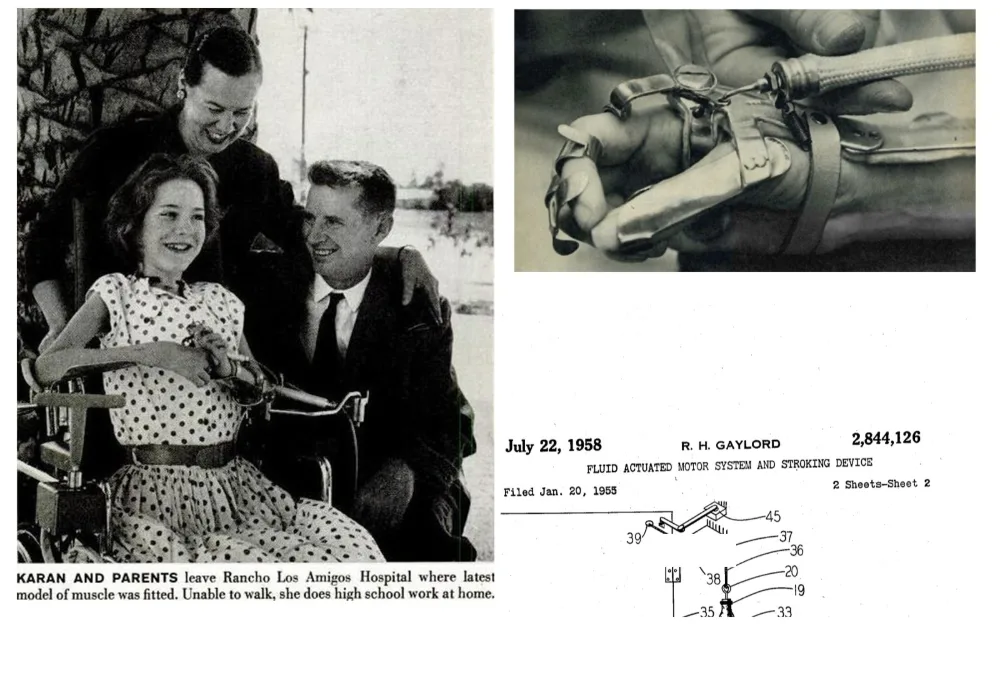 KARAN AND PARENTS leave Rancho Los Amigos Hospital where latest
model of muscle was fitted. Unable to walk, she does high school work at home.
July 22, 1958
R. H. GAYLORD
2,844,126
FLUID ACTUATED MOTOR SYSTEM AND STROKING DEVICE
Filed Jan. 20, 1955
2 Sheets-Sheet 2
45
39
37
36
38
20
19
35
33